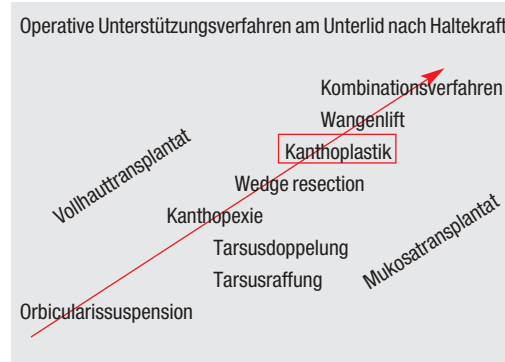 Operative Unterstützungsverfahren am Unterlid nach Haltekraft
Kombinationsverfahren
Wangenlift
Kanthoplastik
Vollhauttransplantat
Wedge resection
Kanthopexie
Mukosatransplantat
Tarsusdoppelung
Tarsusraffung
Orbicularissuspension